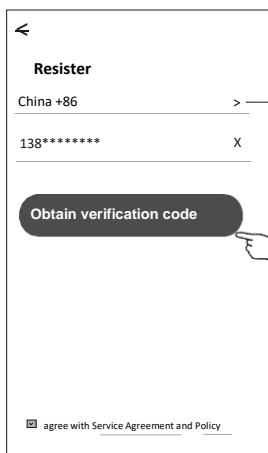 Resister
China +86 >
138******** X
Obtain verification code
agree with Service Agreement and Policy